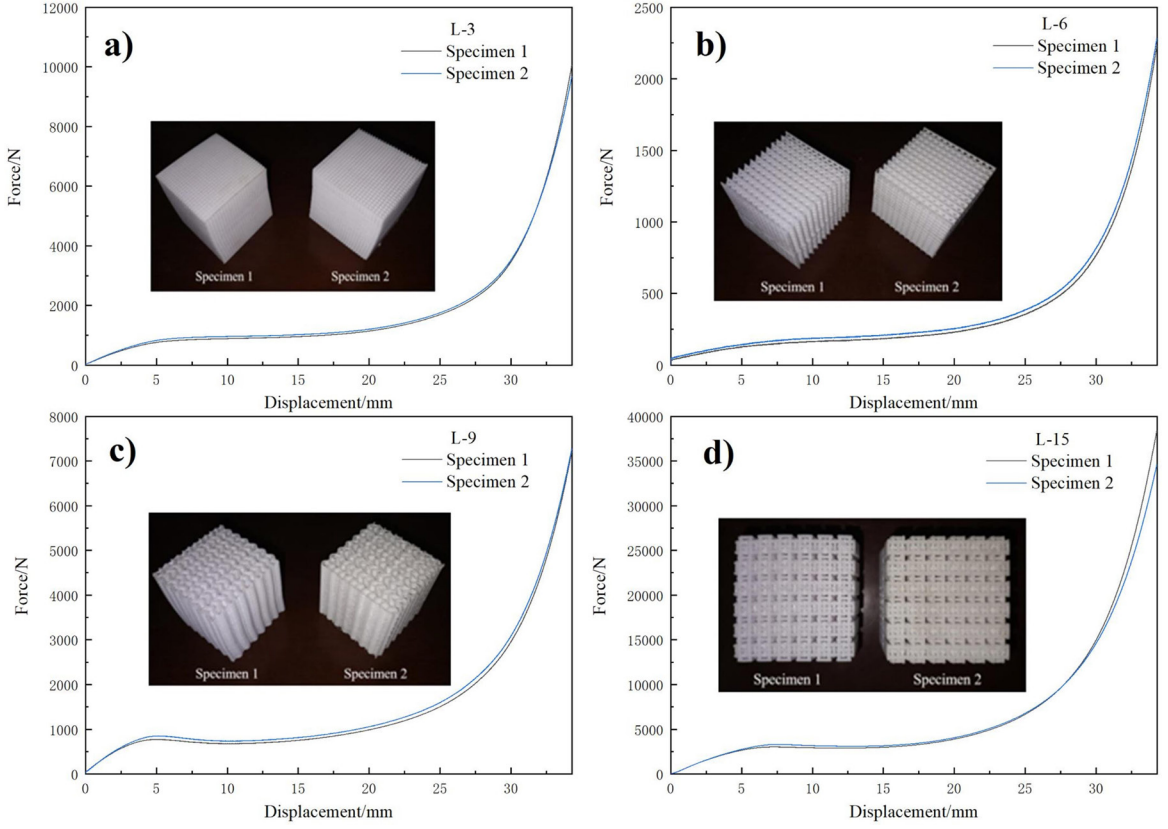 a)
L-3
Specimen 1
Specimen 2
Force/N
12000
10000
8000
6000
4000
2000
0
Specimen 1 Specimen 2
0 5 10 15 20 25 30
Displacement/mm
b)
L-6
Specimen 1
Specimen 2
Force/N
2500
2000
1500
1000
500
0
Specimen 1 Specimen 2
0 5 10 15 20 25 30
Displacement/mm
c)
L-9
Specimen 1
Specimen 2
Force/N
8000
7000
6000
5000
4000
3000
2000
1000
0
Specimen 1 Specimen 2
0 5 10 15 20 25 30
Displacement/mm
d)
L-15
Specimen 1
Specimen 2
Force/N
40000
35000
30000
25000
20000
15000
10000
5000
0
Specimen 1 Specimen 2
0 5 10 15 20 25 30
Displacement/mm